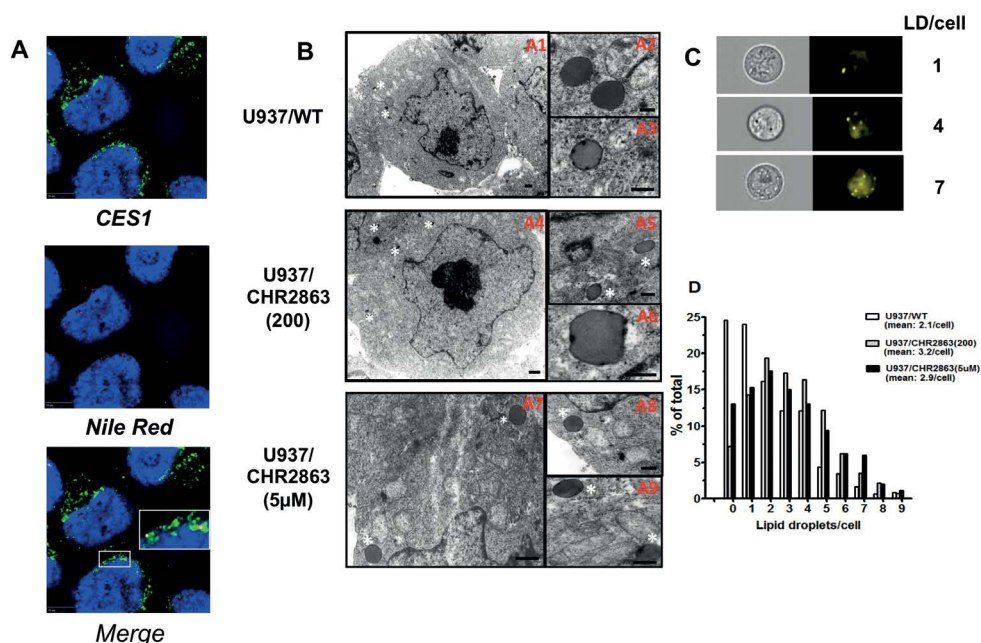 A
CES1
Nile Red
Merge
B
U937/WT
A1
A2
A3
U937/
CHR2863
(200)
A4
A5
A6
U937/
CHR2863
(5µM)
A7
A8
A9
C
LD/cell
1
4
7
D
U937/WT
(mean: 2.1/cell)
U937/CHR2863(200)
(mean: 3.2/cell)
U937/CHR2863(5uM)
(mean: 2.9/cell)
% of total
25
20
15
10
5
0
0 1 2 3 4 5 6 7 8 9
Lipid droplets/cell